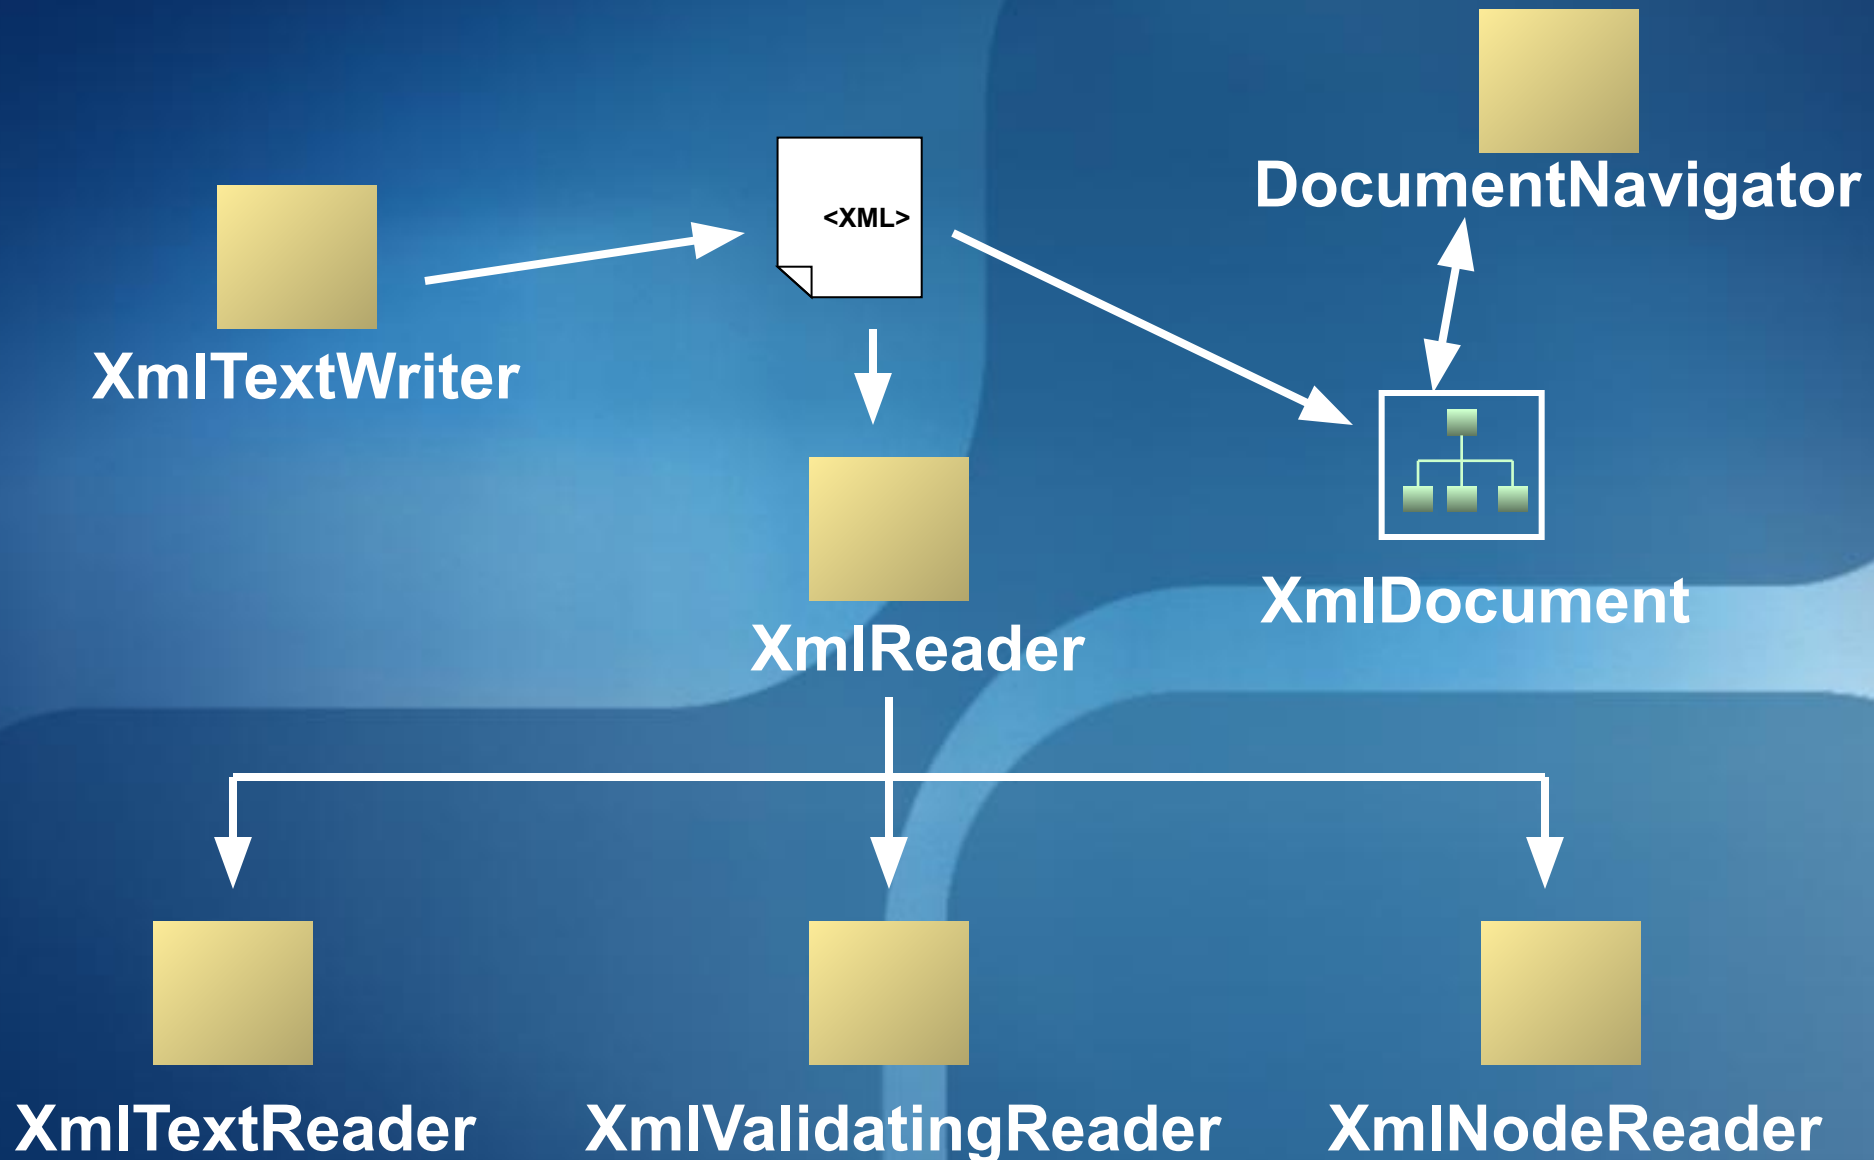 DocumentNavigator
<XML>
XmlTextWriter
XmlDocument
XmlReader
XmlTextReader
XmlValidatingReader
XmlNodeReader